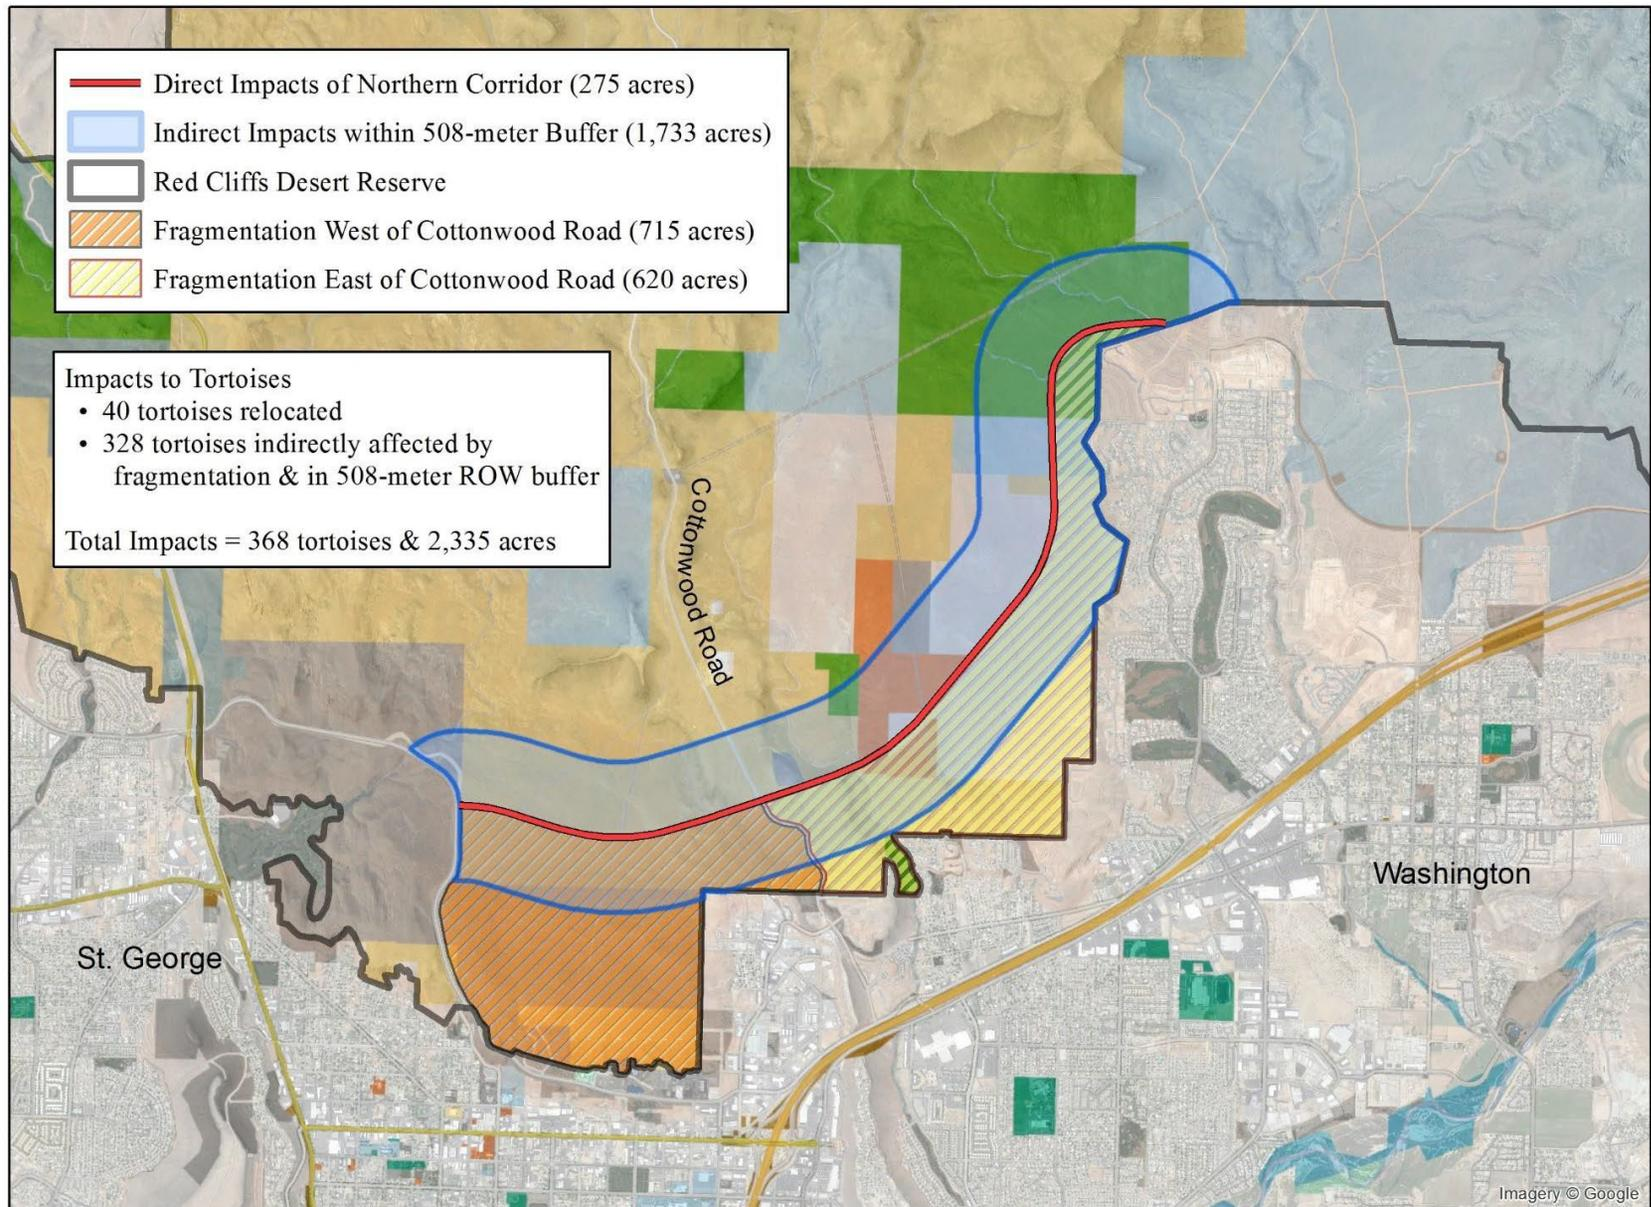 Direct Impacts of Northern Corridor (275 acres)
Indirect Impacts within 508-meter Buffer (1,733 acres)
Red Cliffs Desert Reserve
Fragmentation West of Cottonwood Road (715 acres)
Fragmentation East of Cottonwood Road (620 acres)
Impacts to Tortoises
• 40 tortoises relocated
• 328 tortoises indirectly affected by
fragmentation & in 508-meter ROW buffer
Total Impacts = 368 tortoises & 2,335 acres
Cottonwood Road
Washington
St. George
Imagery © Google